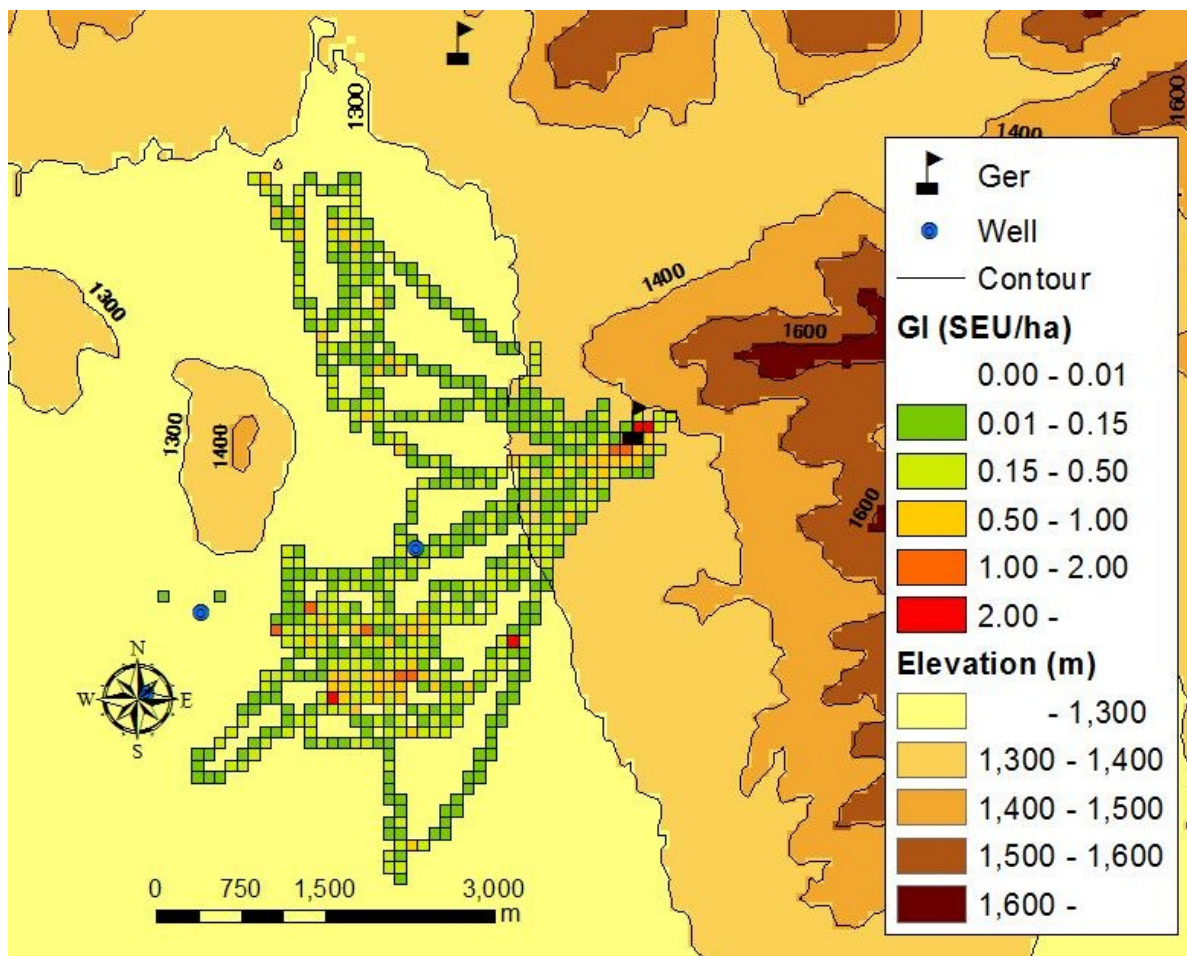 1300
1600
1400
Ger
Well
Contour
GI (SEU/ha)
0.00 - 0.01
0.01 - 0.15
0.15 - 0.50
0.50 - 1.00
1.00 - 2.00
2.00 -
Elevation (m)
- 1,300
1,300 - 1,400
1,400 - 1,500
1,500 - 1,600
1,600 -
1400
1300
1600
1300
1400
1600
N
W E
S
0 750 1,500 3,000
m